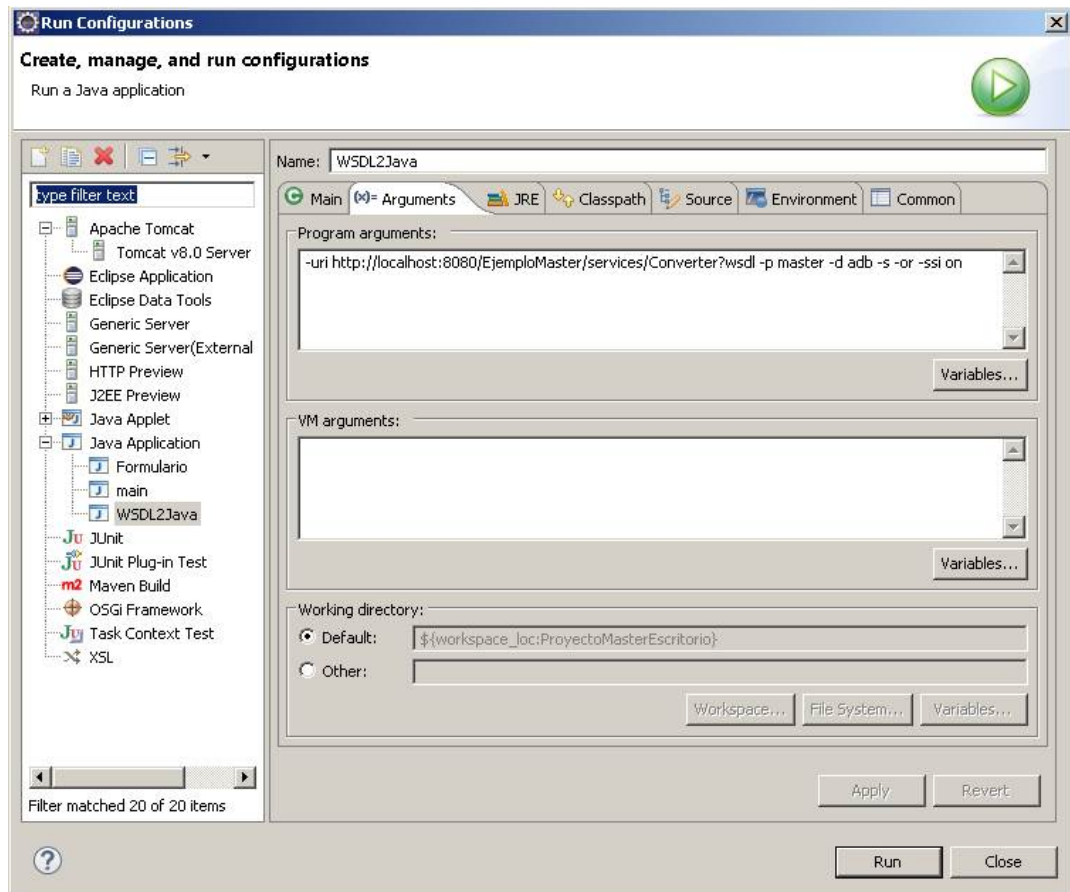 Run Configurations
Create, manage, and run configurations
Run a Java application
type filter text
Apache Tomcat
Tomcat v8.0 Server
Eclipse Application
Eclipse Data Tools
Generic Server
Generic Server(External
HTTP Preview
J2EE Preview
Java Applet
Java Application
Formulario
main
WSDL2Java
JUnit
JUnit Plug-in Test
Maven Build
OSGi Framework
Task Context Test
XSL
Filter matched 20 of 20 items
Name: WSDL2Java
Main (x)= Arguments JRE Classpath Source Environment Common
Program arguments:
-uri http://localhost:8080/EjemploMaster/services/Converter?wsdl -p master -d adb -s -or -ssi on
Variables...
VM arguments:
Variables...
Working directory:
Default: ${workspace_loc:ProyectoMasterEscritorio}
Other:
Workspace... File System... Variables...
Apply Revert
Run Close